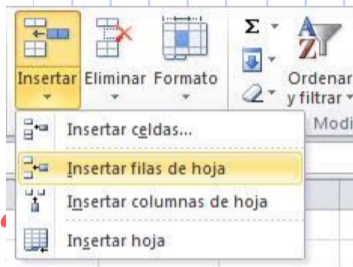 Insertar Eliminar Formato
Σ
A
Z
Ordenar
y filtrar
Modi
Insertar celdas...
Insertar filas de hoja
Insertar columnas de hoja
Insertar hoja